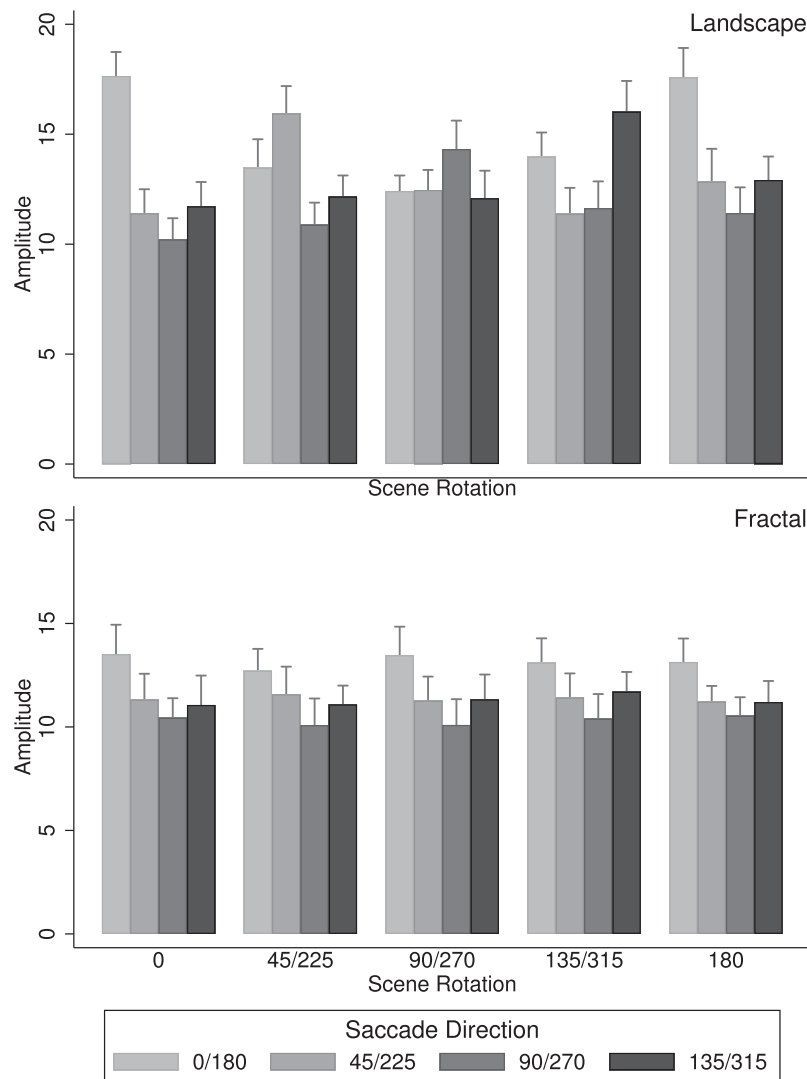 Landscape
20
15
10
5
0
Amplitude
Scene Rotation
Fractal
20
15
10
5
0
Amplitude
0 45/225 90/270 135/315 180
Scene Rotation
Saccade Direction
0/180 45/225 90/270 135/315